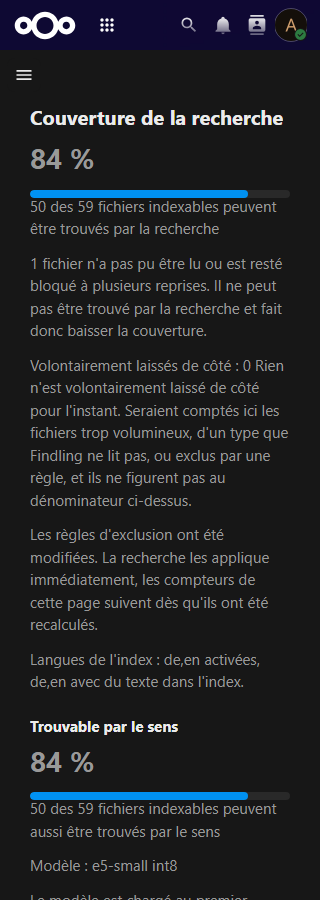 A
Couverture de la recherche
84 %
50 des 59 fichiers indexables peuvent
être trouvés par la recherche
1 fichier n'a pas pu être lu ou est resté
bloqué à plusieurs reprises. Il ne peut
pas être trouvé par la recherche et fait
donc baisser la couverture.
Volontairement laissés de côté : 0 Rien
n'est volontairement laissé de côté
pour l'instant. Seraient comptés ici les
fichiers trop volumineux, d'un type que
Findling ne lit pas, ou exclus par une
règle, et ils ne figurent pas au
dénominateur ci-dessus.
Les règles d'exclusion ont été
modifiées. La recherche les applique
immédiatement, les compteurs de
cette page suivent dès qu'ils ont été
recalculés.
Langues de l'index : de,en activées,
de,en avec du texte dans l'index.
Trouvable par le sens
84 %
50 des 59 fichiers indexables peuvent
aussi être trouvés par le sens
Modèle : e5-small int8
Le modèle est chargé au premier